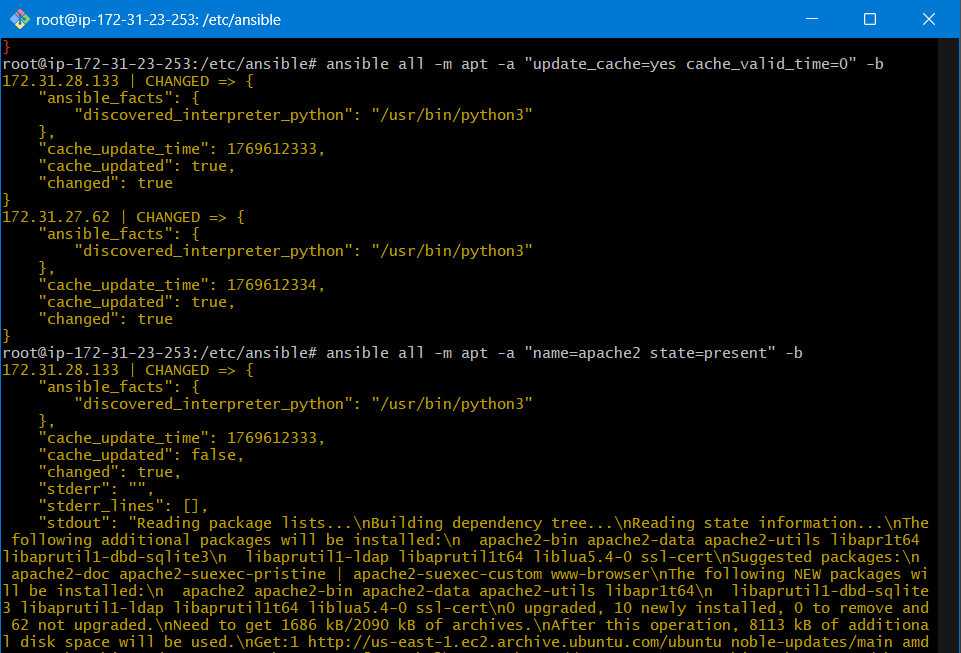 root@ip-172-31-23-253: /etc/ansible
}
root@ip-172-31-23-253:/etc/ansible# ansible all -m apt -a "update_cache=yes cache_valid_time=0" -b
172.31.28.133 | CHANGED => {
    "ansible_facts": {
        "discovered_interpreter_python": "/usr/bin/python3"
    },
    "cache_update_time": 1769612333,
    "cache_updated": true,
    "changed": true
}
172.31.27.62 | CHANGED => {
    "ansible_facts": {
        "discovered_interpreter_python": "/usr/bin/python3"
    },
    "cache_update_time": 1769612334,
    "cache_updated": true,
    "changed": true
}
root@ip-172-31-23-253:/etc/ansible# ansible all -m apt -a "name=apache2 state=present" -b
172.31.28.133 | CHANGED => {
    "ansible_facts": {
        "discovered_interpreter_python": "/usr/bin/python3"
    },
    "cache_update_time": 1769612333,
    "cache_updated": false,
    "changed": true,
    "stderr": "",
    "stderr_lines": [],
    "stdout": "Reading package lists...\nBuilding dependency tree...\nReading state information...\nThe
 following additional packages will be installed:\n  apache2-bin apache2-data apache2-utils libapr1t64
libaprutil1-dbd-sqlite3\n  libaprutil1-ldap libaprutil1t64 liblua5.4-0 ssl-cert\nSuggested packages:\n
 apache2-doc apache2-suexec-pristine | apache2-suexec-custom www-browser\nThe following NEW packages wi
ll be installed:\n  apache2 apache2-bin apache2-data apache2-utils libapr1t64\n  libaprutil1-dbd-sqlite
3 libaprutil1-ldap libaprutil1t64 liblua5.4-0 ssl-cert\n0 upgraded, 10 newly installed, 0 to remove and
 62 not upgraded.\nNeed to get 1686 kB/2090 kB of archives.\nAfter this operation, 8113 kB of additiona
l disk space will be used.\nGet:1 http://us-east-1.ec2.archive.ubuntu.com/ubuntu noble-updates/main amd